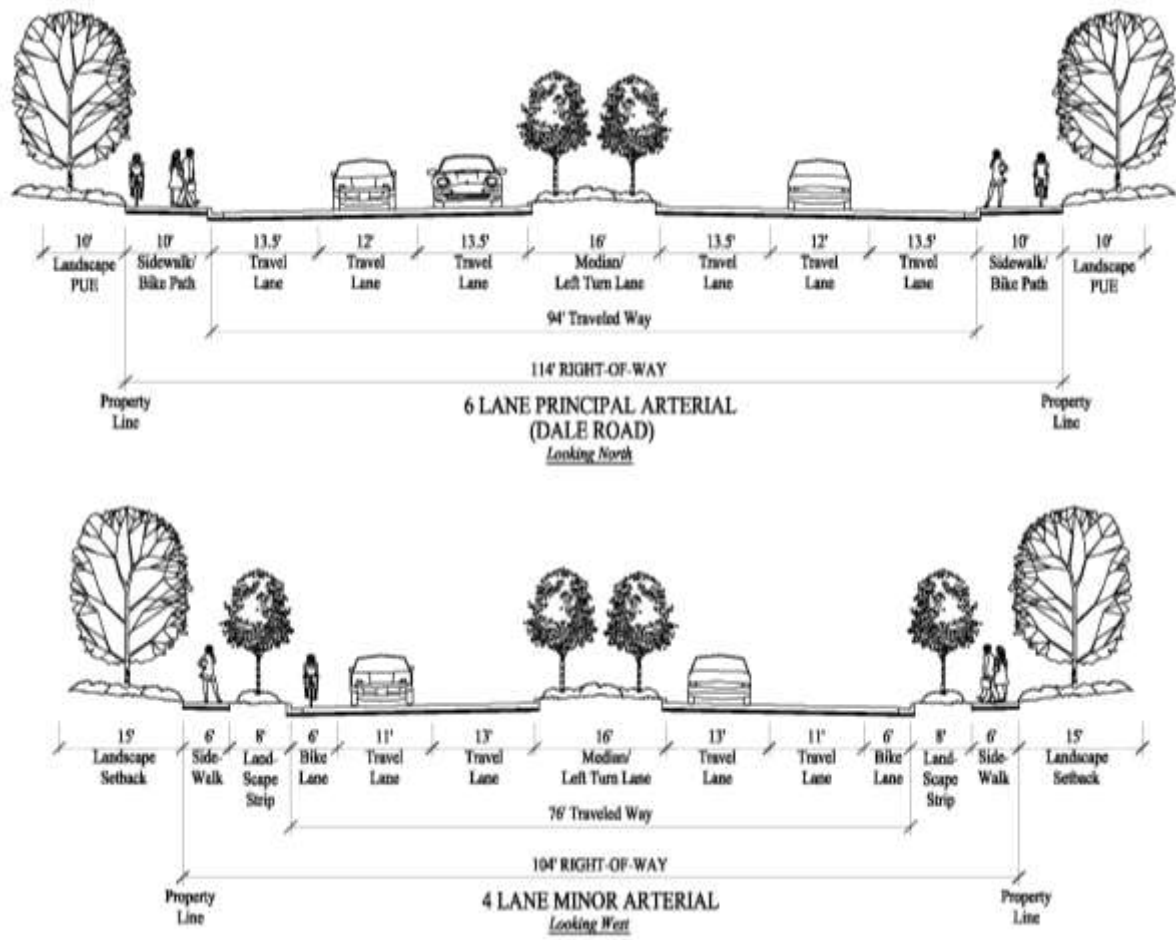 10' 10' 13.5' 12' 13.5' 16' 13.5' 12' 13.5' 10' 10'
Landscape Sidewalk/ Travel Travel Travel Median/ Travel Travel Travel Sidewalk/ Landscape
PUE Bike Path Lane Lane Lane Left Turn Lane Lane Lane Lane Bike Path PUE
94' Traveled Way
114' RIGHT-OF-WAY
Property Property
Line Line
6 LANE PRINCIPAL ARTERIAL
(DALE ROAD)
Looking North
15' 6' 8' 6' 11' 13' 16' 13' 11' 6' 8' 6' 15'
Landscape Side- Land- Bike Travel Travel Median/ Travel Travel Bike Land- Side- Landscape
Setback Walk Scape Lane Lane Lane Left Turn Lane Lane Lane Lane Scape Walk Setback
Strip Strip
76' Traveled Way
104' RIGHT-OF-WAY
Property Property
Line Line
4 LANE MINOR ARTERIAL
Looking West